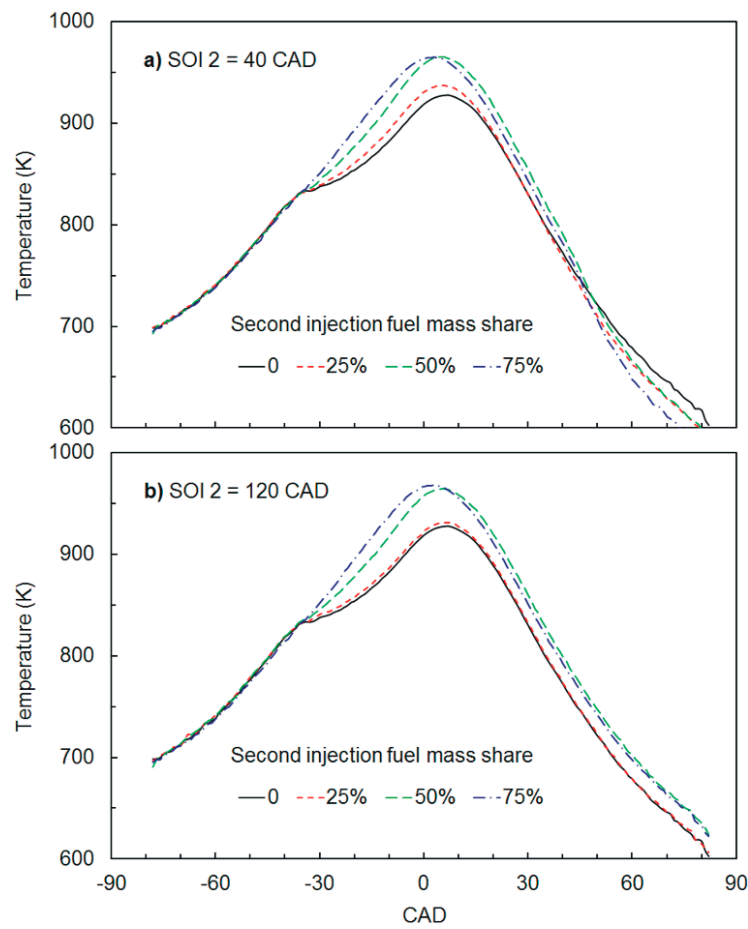 1000
a) SOI 2 = 40 CAD
900
800
Temperature (K)
700
Second injection fuel mass share
0 25% 50% 75%
600
1000
b) SOI 2 = 120 CAD
900
800
Temperature (K)
700
Second injection fuel mass share
0 25% 50% 75%
600
-90 -60 -30 0 30 60 90
CAD